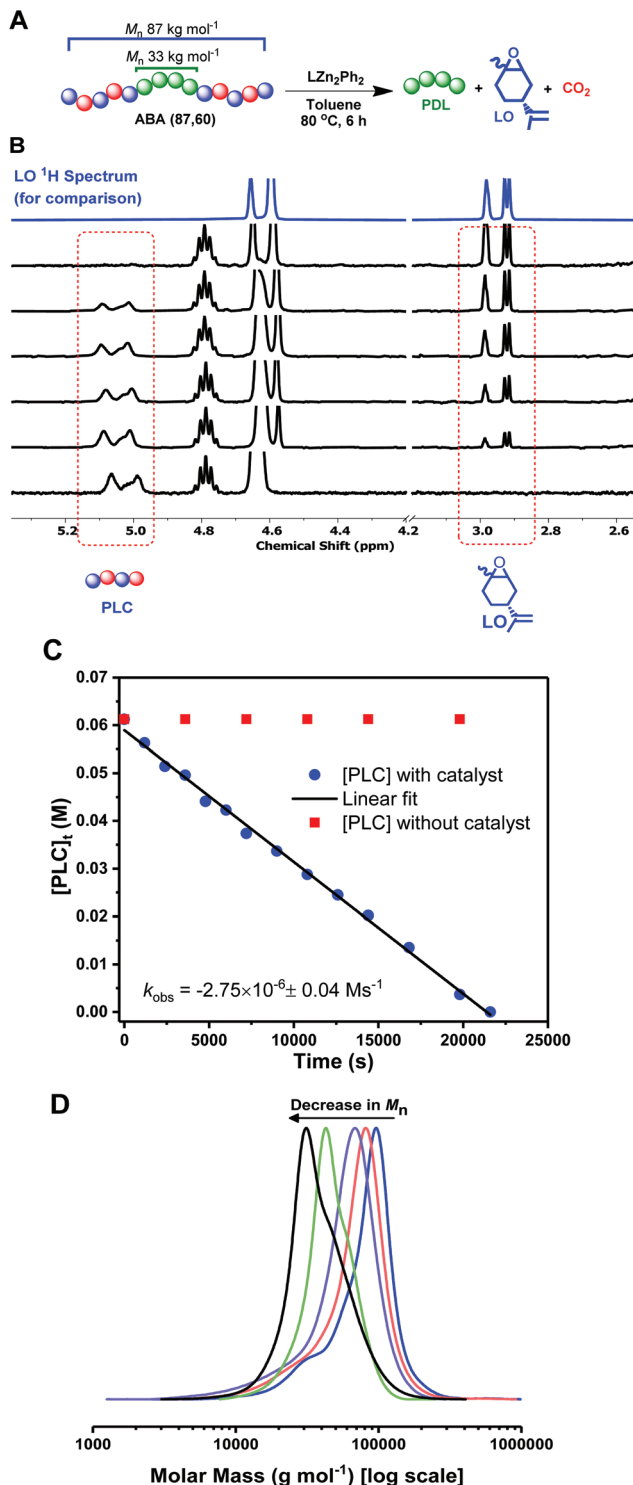 A
Mn 87 kg mol-1
Mn 33 kg mol-1
ABA (87,60)
LZn2Ph2
Toluene
80 °C, 6 h
PDL
+
O
LO
+
CO2
B
LO 1H Spectrum
(for comparison)
5.2 5.0 4.8 4.6 4.4 4.2 3.0 2.8 2.6
Chemical Shift (ppm)
PLC
O
LO
C
0.07
0.06
0.05
0.04
0.03
0.02
0.01
0.00
[PLC]t (M)
[PLC] with catalyst
Linear fit
[PLC] without catalyst
kobs = -2.75×10-6± 0.04 Ms-1
0 5000 10000 15000 20000 25000
Time (s)
D
Decrease in Mn
1000 10000 100000 1000000
Molar Mass (g mol-1) [log scale]